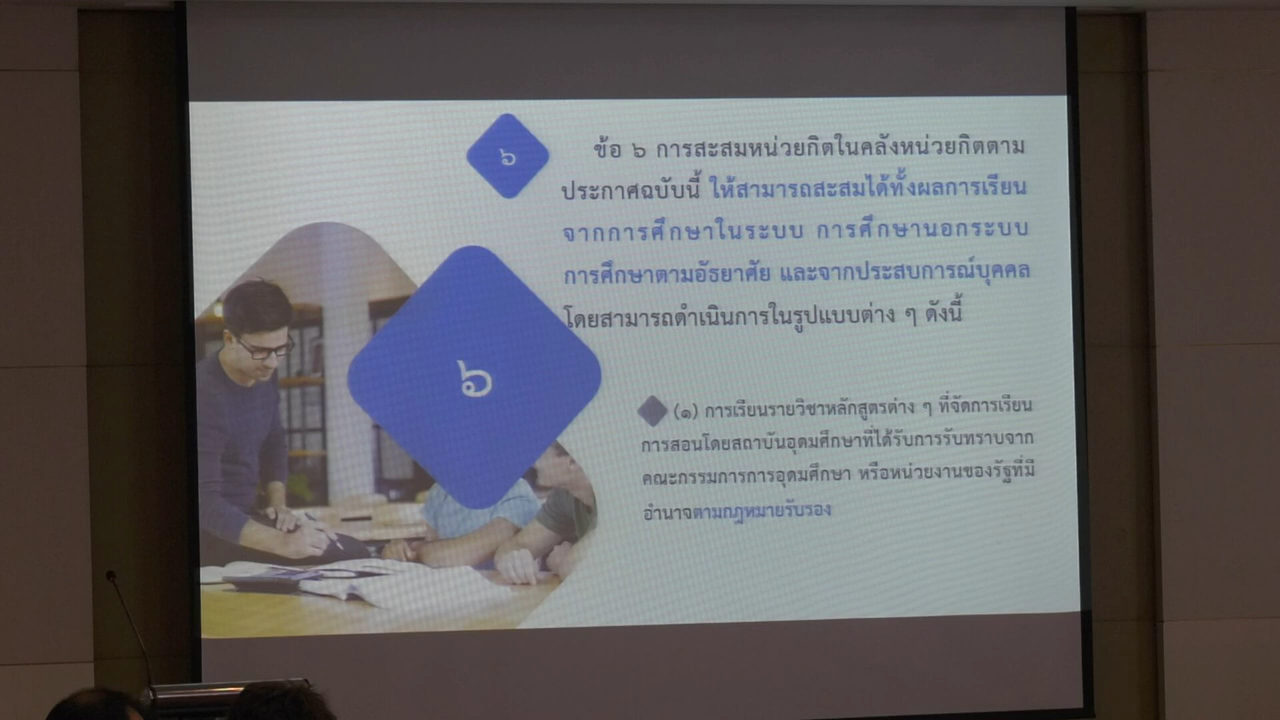 ๖
ข้อ ๖ การสะสมหน่วยกิตในคลังหน่วยกิตตาม
ประกาศฉบับนี้ ให้สามารถสะสมได้ทั้งผลการเรียน
จากการศึกษาในระบบ การศึกษานอกระบบ
การศึกษาตามอัธยาศัย และจากประสบการณ์บุคคล
โดยสามารถดำเนินการในรูปแบบต่าง ๆ ดังนี้
๖
(๑) การเรียนรายวิชาหลักสูตรต่าง ๆ ที่จัดการเรียน
การสอนโดยสถาบันอุดมศึกษาที่ได้รับการรับทราบจาก
คณะกรรมการการอุดมศึกษา หรือหน่วยงานของรัฐที่มี
อำนาจตามกฎหมายรับรอง